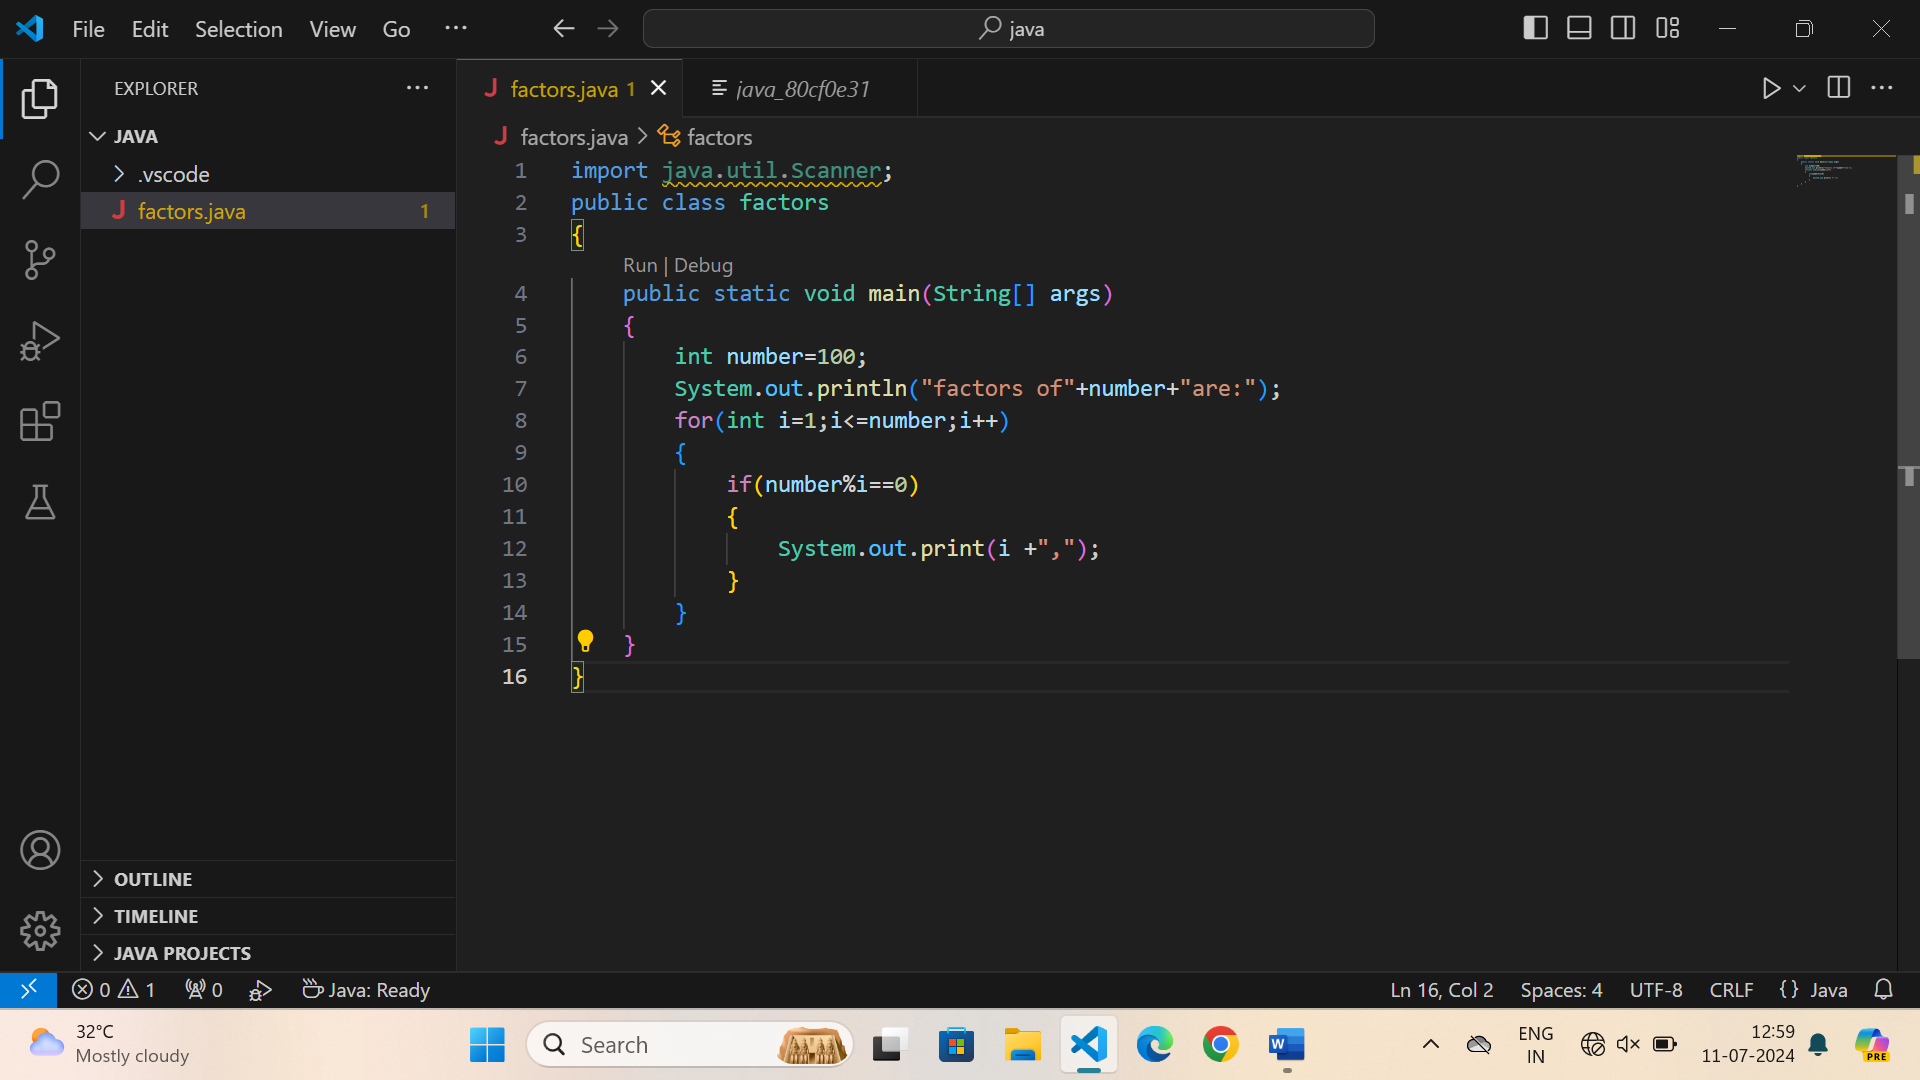 File Edit Selection View Go ··· java
EXPLORER ···
JAVA
.vscode
factors.java 1
OUTLINE
TIMELINE
JAVA PROJECTS
factors.java 1 java_80cf0e31
factors.java > factors
1 import java.util.Scanner;
2 public class factors
3 {
Run | Debug
4 public static void main(String[] args)
5 {
6 int number=100;
7 System.out.println("factors of"+number+"are:");
8 for(int i=1;i<=number;i++)
9 {
10 if(number%i==0)
11 {
12 System.out.print(i +",");
13 }
14 }
15 }
16 }
0 1 0 Java: Ready Ln 16, Col 2 Spaces: 4 UTF-8 CRLF {} Java
32°C
Mostly cloudy
Search
ENG
IN
12:59
11-07-2024
PRE